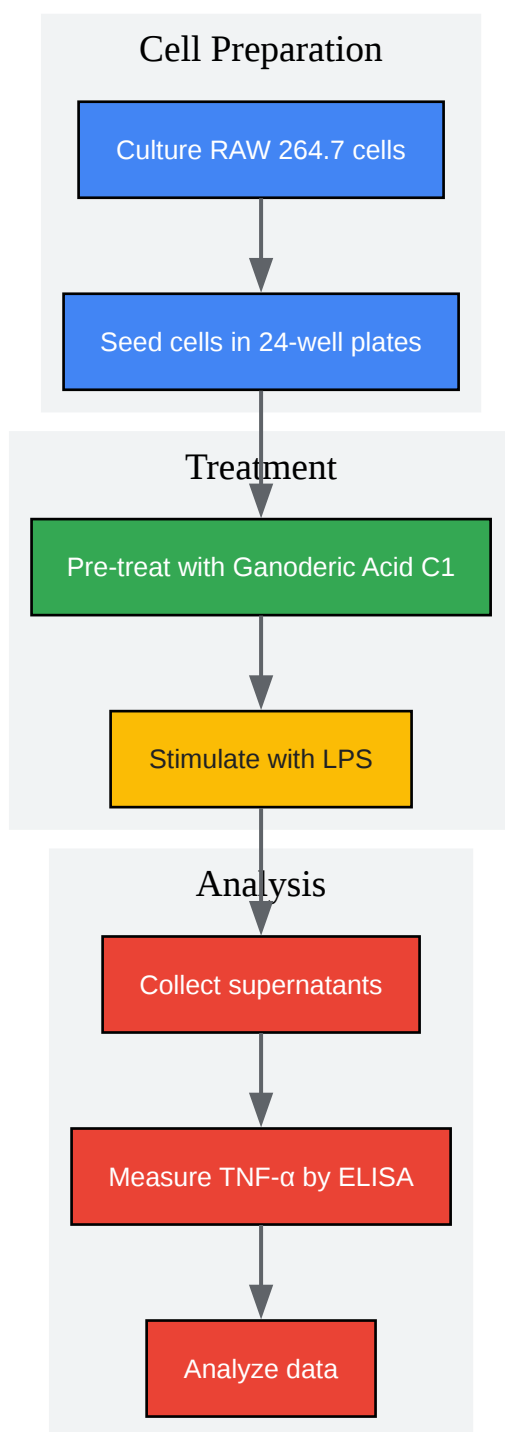 Cell Preparation
Culture RAW 264.7 cells
Seed cells in 24-well plates
Treatment
Pre-treat with Ganoderic Acid C1
Stimulate with LPS
Analysis
Collect supernatants
Measure TNF-α by ELISA
Analyze data